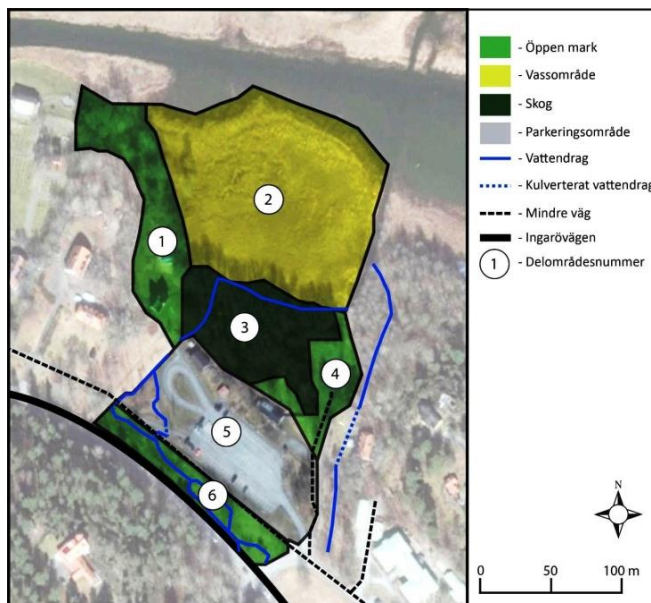 - Öppen mark
- Vassområde
- Skog
- Parkeringsområde
- Vattendrag
- Kulverterat vattendrag
- Mindre väg
- Ingarövägen
1 - Delområdesnummer
2
1
3
4
5
6
N
0 50 100 m